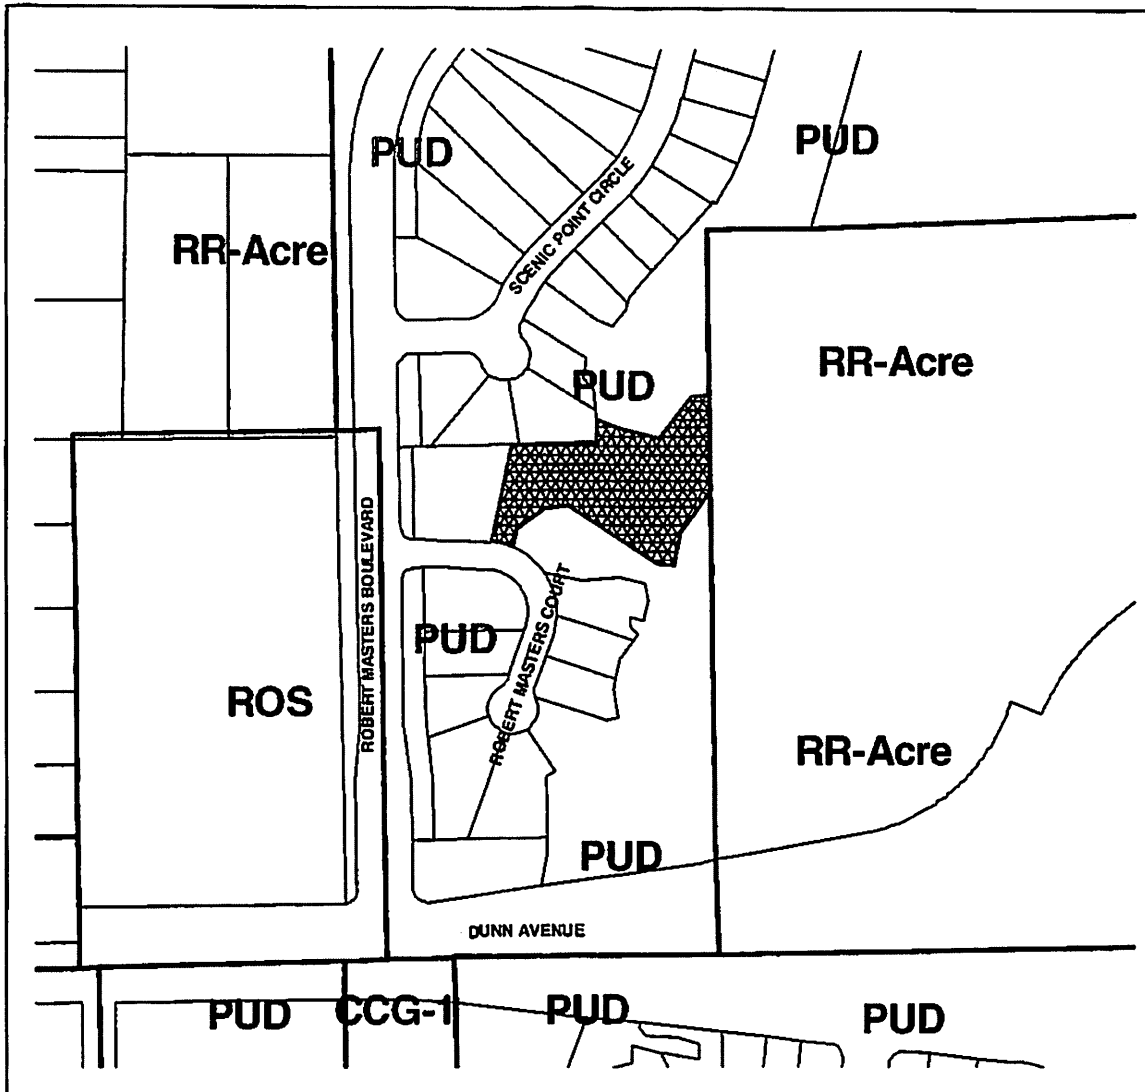 PUD
PUD
SCENIC POINT CIRCLE
RR-Acre
RR-Acre
PUD
ROBERT MASTERS BOULEVARD
ROBERT MASTERS COURT
PUD
ROS
RR-Acre
PUD
DUNN AVENUE
PUD
CCG-1
PUD
PUD